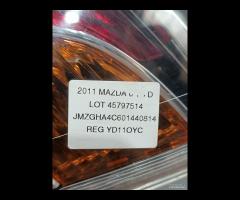 2011 MAZDA
LOT 45797514
JMZGHA4C601440814
REG YD11OYC